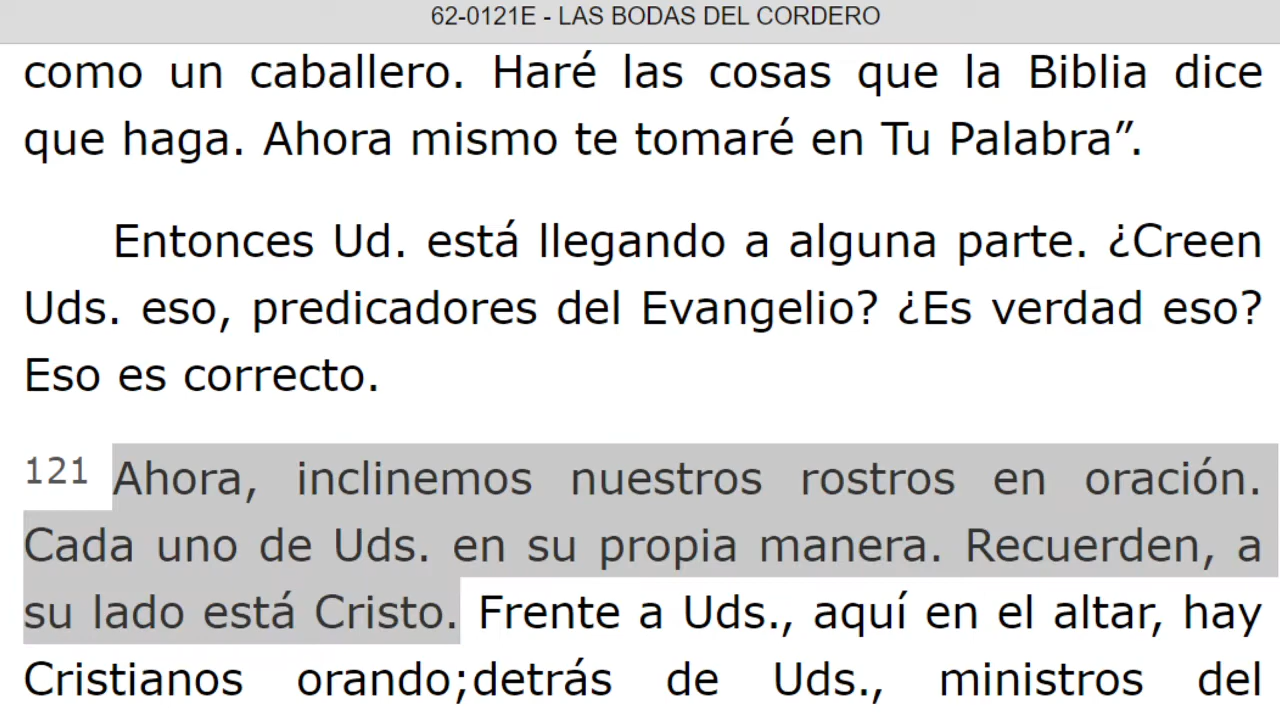 62-0121E - LAS BODAS DEL CORDERO
como un caballero. Haré las cosas que la Biblia dice
que haga. Ahora mismo te tomaré en Tu Palabra”.
Entonces Ud. está llegando a alguna parte. ¿Creen
Uds. eso, predicadores del Evangelio? ¿Es verdad eso?
Eso es correcto.
121 Ahora, inclinemos nuestros rostros en oración.
Cada uno de Uds. en su propia manera. Recuerden, a
su lado está Cristo. Frente a Uds., aquí en el altar, hay
Cristianos orando;detrás de Uds., ministros del